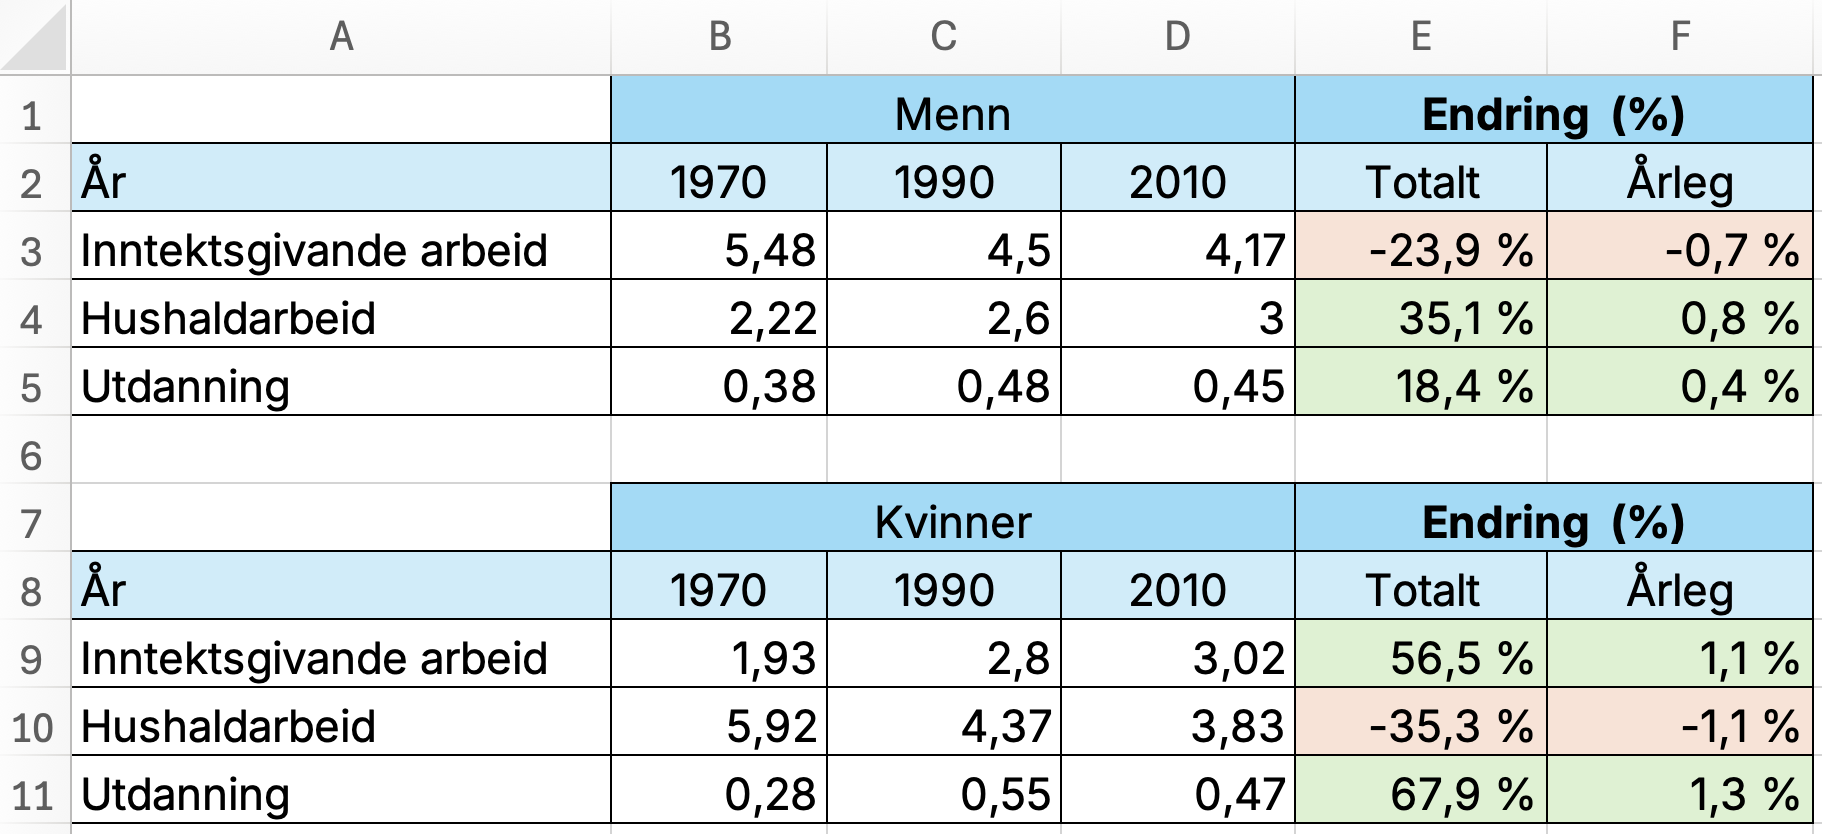 A B C D E F
1 Menn Endring (%)
2 År 1970 1990 2010 Totalt Årleg
3 Inntektsgivande arbeid 5,48 4,5 4,17 -23,9 % -0,7 %
4 Hushaldarbeid 2,22 2,6 3 35,1 % 0,8 %
5 Utdanning 0,38 0,48 0,45 18,4 % 0,4 %
6
7 Kvinner Endring (%)
8 År 1970 1990 2010 Totalt Årleg
9 Inntektsgivande arbeid 1,93 2,8 3,02 56,5 % 1,1 %
10 Hushaldarbeid 5,92 4,37 3,83 -35,3 % -1,1 %
11 Utdanning 0,28 0,55 0,47 67,9 % 1,3 %